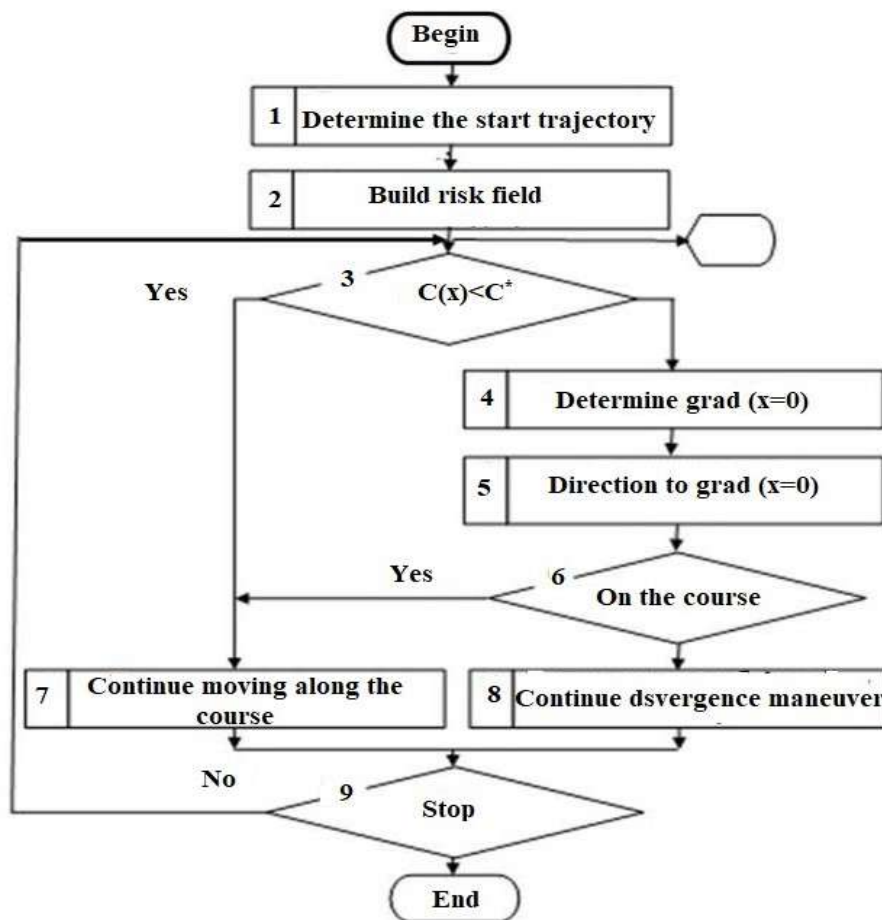 Begin
1
Determine the start trajectory
2
Build risk field
Yes
3
C(x)<C*
4
Determine grad (x=0)
5
Direction to grad (x=0)
Yes
6
On the course
7
Continue moving along the
course
8
Continue dsvergence maneuver
No
9
Stop
End